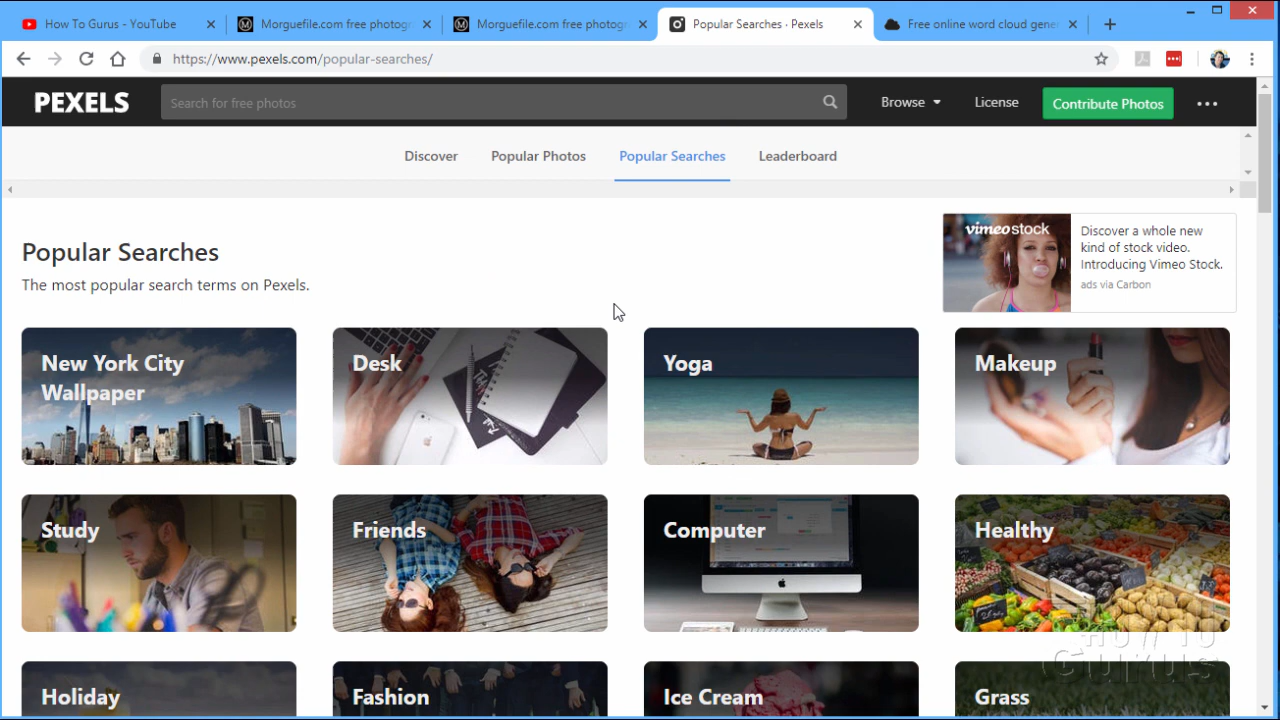 How To Gurus - YouTube
Morguefile.com free photogr
Morguefile.com free photogr
Popular Searches · Pexels
Free online word cloud gene
https://www.pexels.com/popular-searches/
PEXELS
Search for free photos
Browse
License
Contribute Photos
Discover
Popular Photos
Popular Searches
Leaderboard
Popular Searches
The most popular search terms on Pexels.
vimeo stock
Discover a whole new
kind of stock video.
Introducing Vimeo Stock.
ads via Carbon
New York City
Wallpaper
Desk
Yoga
Makeup
Study
Friends
Computer
Healthy
HOW TO
GURUS
Holiday
Fashion
Ice Cream
Grass